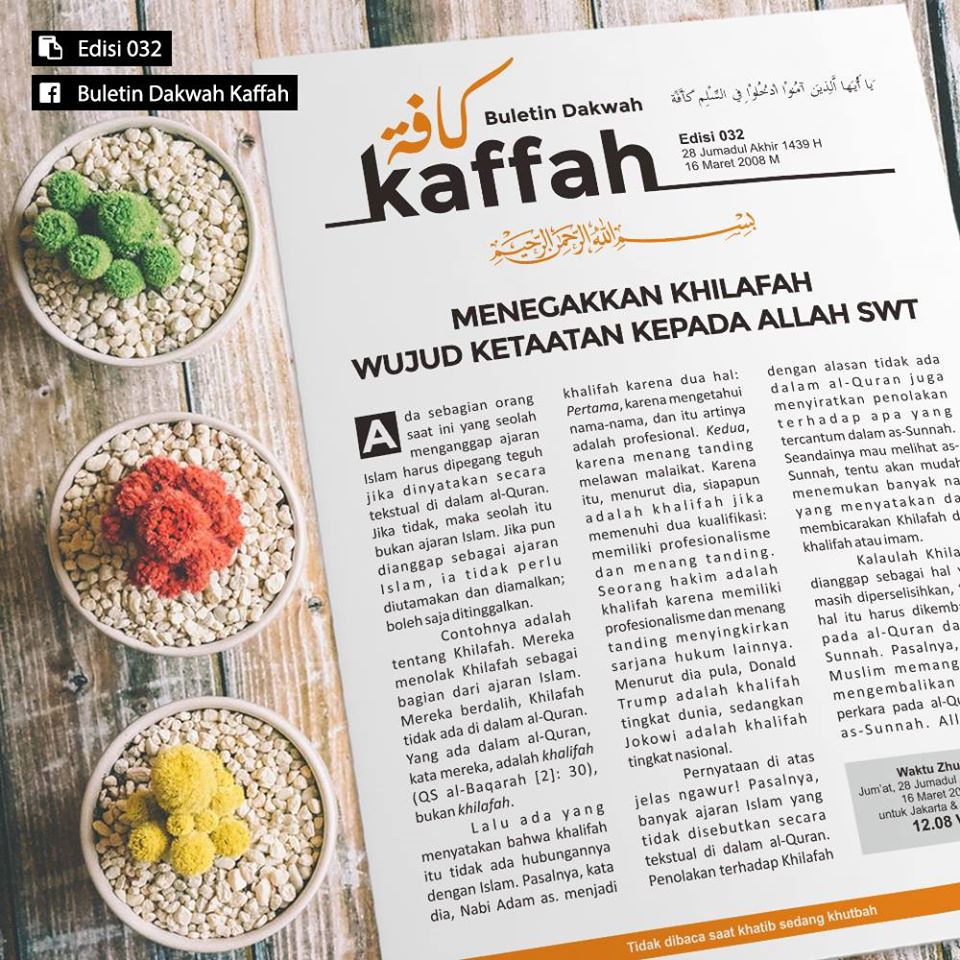 Edisi 032
Buletin Dakwah Kaffah
كافة
Buletin Dakwah
kaffah
يَا أَيُّهَا الَّذِينَ آمَنُوا ادْخُلُوا فِي السِّلْمِ كَافَّةً
Edisi 032
28 Jumadul Akhir 1439 H
16 Maret 2008 M
بِسْمِ اللهِ الرَّحْمٰنِ الرَّحِيْمِ
MENEGAKKAN KHILAFAH
WUJUD KETAATAN KEPADA ALLAH SWT
Ada sebagian orang
saat ini yang seolah
menganggap ajaran
Islam harus dipegang teguh
jika dinyatakan secara
tekstual di dalam al-Quran.
Jika tidak, maka seolah itu
bukan ajaran Islam. Jika pun
dianggap sebagai ajaran
Islam, ia tidak perlu
diutamakan dan diamalkan;
boleh saja ditinggalkan.
Contohnya adalah
tentang Khilafah. Mereka
menolak Khilafah sebagai
bagian dari ajaran Islam.
Mereka berdalih, Khilafah
tidak ada di dalam al-Quran.
Yang ada dalam al-Quran,
kata mereka, adalah khalifah
(QS al-Baqarah [2]: 30),
bukan khilafah.
Lalu ada yang
menyatakan bahwa khalifah
itu tidak ada hubungannya
dengan Islam. Pasalnya, kata
dia, Nabi Adam as. menjadi
khalifah karena dua hal:
Pertama, karena mengetahui
nama-nama, dan itu artinya
adalah profesional. Kedua,
karena menang tanding
melawan malaikat. Karena
itu, menurut dia, siapapun
adalah khalifah jika
memenuhi dua kualifikasi:
memiliki profesionalisme
dan menang tanding.
Seorang hakim adalah
khalifah karena memiliki
profesionalisme dan menang
tanding menyingkirkan
sarjana hukum lainnya.
Menurut dia pula, Donald
Trump adalah khalifah
tingkat dunia, sedangkan
Jokowi adalah khalifah
tingkat nasional.
Pernyataan di atas
jelas ngawur! Pasalnya,
banyak ajaran Islam yang
tidak disebutkan secara
tekstual di dalam al-Quran.
Penolakan terhadap Khilafah
dengan alasan tidak ada
dalam al-Quran juga
menyiratkan penolakan
terhadap apa yang
tercantum dalam as-Sunnah.
Seandainya mau melihat as-
Sunnah, tentu akan mudah
menemukan banyak na
yang menyatakan da
membicarakan Khilafah d
khalifah atau imam.
Kalaulah Khila
dianggap sebagai hal y
masih diperselisihkan,
hal itu harus dikemba
pada al-Quran da
Sunnah. Pasalnya,
Muslim memang
mengembalikan
perkara pada al-Qu
as-Sunnah. All
Waktu Zhu
Jum'at, 28 Jumadul
16 Maret 20
untuk Jakarta &
12.08
Tidak dibaca saat khatib sedang khutbah